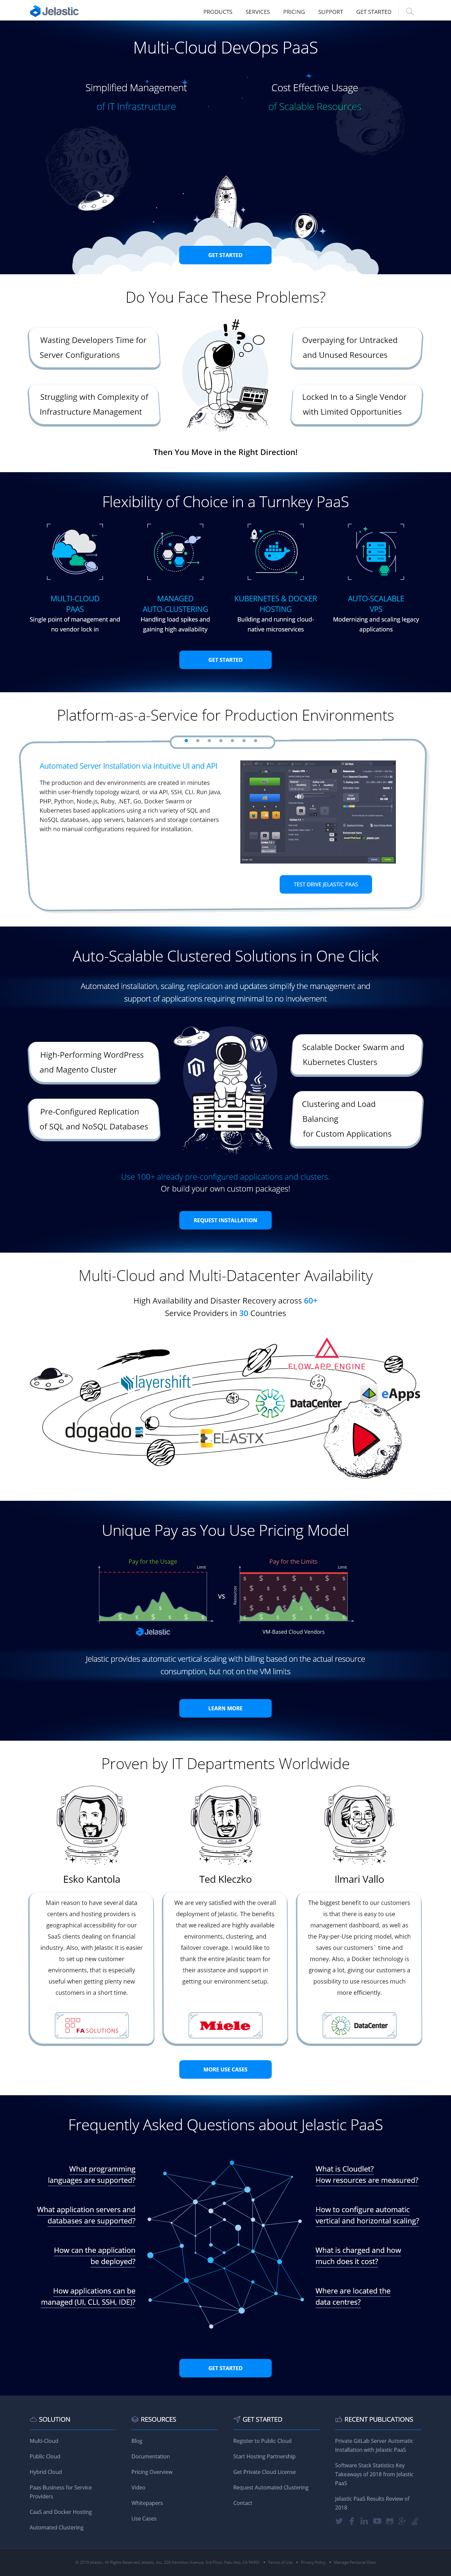 Jelastic
PRODUCTS SERVICES PRICING SUPPORT GET STARTED
Multi-Cloud DevOps PaaS
Simplified Management
of IT Infrastructure
Cost Effective Usage
of Scalable Resources
GET STARTED
Do You Face These Problems?
Wasting Developers Time for
Server Configurations
Struggling with Complexity of
Infrastructure Management
Overpaying for Untracked
and Unused Resources
Locked In to a Single Vendor
with Limited Opportunities
Then You Move in the Right Direction!
Flexibility of Choice in a Turnkey PaaS
MULTI-CLOUD
PAAS
Single point of management and
no vendor lock in
MANAGED
AUTO-CLUSTERING
Handling load spikes and
gaining high availability
KUBERNETES & DOCKER
HOSTING
Building and running cloud-
native microservices
AUTO-SCALABLE
VPS
Modernizing and scaling legacy
applications
GET STARTED
Platform-as-a-Service for Production Environments
Automated Server Installation via Intuitive UI and API
The production and dev environments are created in minutes
within user-friendly topology wizard, or via API, SSH, CLI. Run Java,
PHP, Python, Node.js, Ruby, .NET, Go, Docker Swarm or
Kubernetes-based applications using a rich variety of SQL and
NoSQL databases, app servers, balancers and storage containers
with no manual configurations required for installation.
TEST DRIVE JELASTIC PAAS
Auto-Scalable Clustered Solutions in One Click
Automated installation, scaling, replication and updates simplify the management and
support of applications requiring minimal to no involvement
High-Performing WordPress
and Magento Cluster
Pre-Configured Replication
of SQL and NoSQL Databases
Scalable Docker Swarm and
Kubernetes Clusters
Clustering and Load
Balancing
for Custom Applications
Use 100+ already pre-configured applications and clusters.
Or build your own custom packages!
REQUEST INSTALLATION
Multi-Cloud and Multi-Datacenter Availability
High Availability and Disaster Recovery across 60+
Service Providers in 30 Countries
FLOW APP ENGINE
layershift
eApps
DataCenter
dogado
ELASTX
Unique Pay as You Use Pricing Model
Pay for the Usage
Limit
vs
Pay for the Limits
Limit
Resources
Jelastic
VM-Based Cloud Vendors
Jelastic provides automatic vertical scaling with billing based on the actual resource
consumption, but not on the VM limits
LEARN MORE
Proven by IT Departments Worldwide
Esko Kantola
Main reason to have several data
centers and hosting providers is
geographical accessibility for our
SaaS clients dealing on financial
industry. Also, with Jelastic it is easier
to set up new customer
environments, that is especially
useful when getting plenty new
customers in a short time.
FA SOLUTIONS
Ted Kleczko
We are very satisfied with the overall
deployment of Jelastic. The benefits
that we realized are highly available
environments, clustering, and
failover coverage. I would like to
thank the entire Jelastic team for
their assistance and support in
getting our environment setup.
Miele
Ilmari Vallo
The biggest benefit to our customers
is that there is easy to use
management dashboard, as well as
the Pay-per-Use pricing model, which
saves our customers` time and
money. Also, a Docker technology is
growing a lot, giving our customers a
possibility to use resources much
more efficiently.
DataCenter
MORE USE CASES
Frequently Asked Questions about Jelastic PaaS
What programming
languages are supported?
What application servers and
databases are supported?
How can the application
be deployed?
How applications can be
managed (UI, CLI, SSH, IDE)?
What is Cloudlet?
How resources are measured?
How to configure automatic
vertical and horizontal scaling?
What is charged and how
much does it cost?
Where are located the
data centres?
GET STARTED
SOLUTION
Multi-Cloud
Public Cloud
Hybrid Cloud
Paas Business for Service
Providers
CaaS and Docker Hosting
Automated Clustering
RESOURCES
Blog
Documentation
Pricing Overview
Video
Whitepapers
Use Cases
GET STARTED
Register to Public Cloud
Start Hosting Partnership
Get Private Cloud License
Request Automated Clustering
Contact
RECENT PUBLICATIONS
Private GitLab Server Automatic
Installation with Jelastic PaaS
Software Stack Statistics Key
Takeaways of 2018 from Jelastic
PaaS
Jelastic PaaS Results Review of
2018